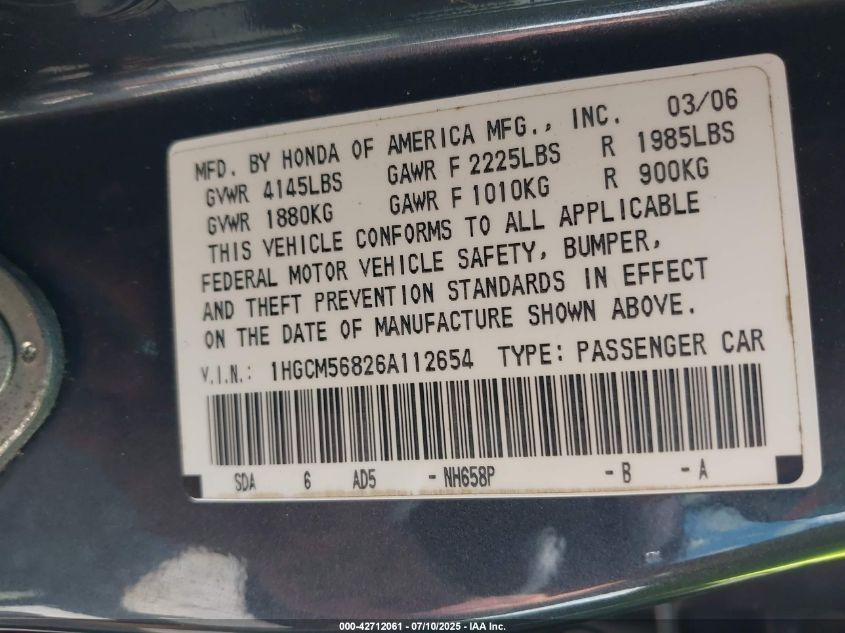 MFD. BY HONDA OF AMERICA MFG., INC. 03/06
GVWR 4145LBS GAWR F 2225LBS R 1985LBS
GVWR 1880KG GAWR F 1010KG R 900KG
THIS VEHICLE CONFORMS TO ALL APPLICABLE
FEDERAL MOTOR VEHICLE SAFETY, BUMPER,
AND THEFT PREVENTION STANDARDS IN EFFECT
ON THE DATE OF MANUFACTURE SHOWN ABOVE.
V.I.N.: 1HGCM56826A112654 TYPE: PASSENGER CAR
SDA 6 AD5 -NH658P -B -A
000-42712061 - 07/10/2025 - IAA Inc.